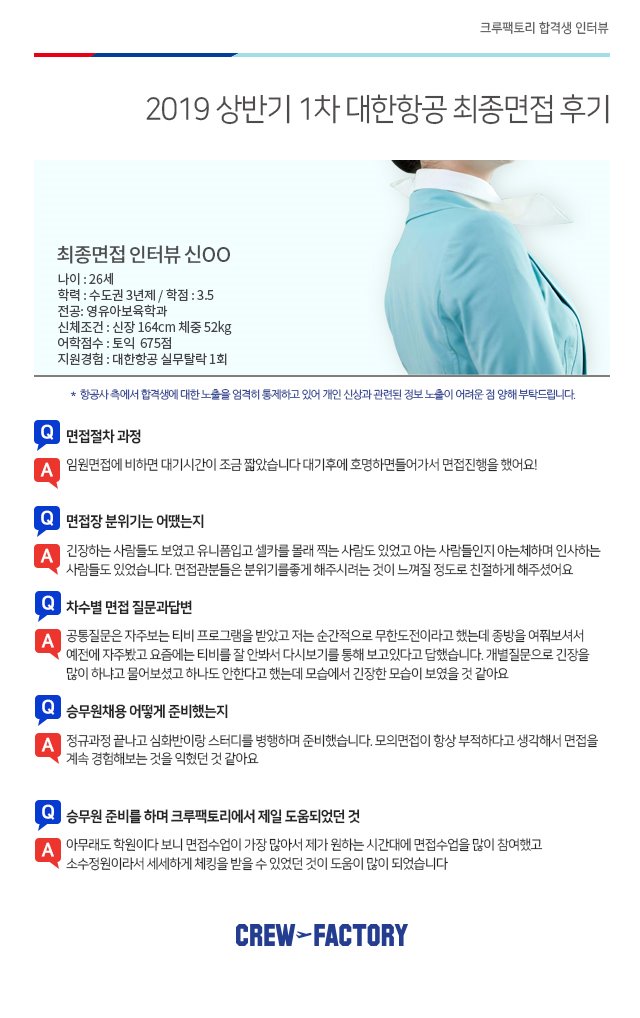 크루팩토리 합격생 인터뷰
2019 상반기 1차 대한항공 최종면접 후기
최종면접 인터뷰 신OO
나이 : 26세
학력 : 수도권 3년제 / 학점 : 3.5
전공: 영유아보육학과
신체조건 : 신장 164cm 체중 52kg
어학점수 : 토익 675점
지원경험 : 대한항공 실무탈락 1회
* 항공사 측에서 합격생에 대한 노출을 엄격히 통제하고 있어 개인 신상과 관련된 정보 노출이 어려운 점 양해 부탁드립니다.
Q 면접절차 과정
A 임원면접에 비하면 대기시간이 조금 짧았습니다 대기후에 호명하면들어가서 면접진행을 했어요!
Q 면접장 분위기는 어땠는지
A 긴장하는 사람들도 보였고 유니폼입고 셀카를 몰래 찍는 사람도 있었고 아는 사람들인지 아는체하며 인사하는
사람들도 있었습니다. 면접관분들은 분위기를좋게 해주시려는 것이 느껴질 정도로 친절하게 해주셨어요
Q 차수별 면접 질문과답변
A 공통질문은 자주보는 티비 프로그램을 받았고 저는 순간적으로 무한도전이라고 했는데 종방을 여쭤보셔서
예전에 자주봤고 요즘에는 티비를 잘 안봐서 다시보기를 통해 보고있다고 답했습니다. 개별질문으로 긴장을
많이 하냐고 물어보셨고 하나도 안한다고 했는데 모습에서 긴장한 모습이 보였을 것 같아요
Q 승무원채용 어떻게 준비했는지
A 정규과정 끝나고 심화반이랑 스터디를 병행하며 준비했습니다. 모의면접이 항상 부적하다고 생각해서 면접을
계속 경험해보는 것을 익혔던 것 같아요
Q 승무원 준비를 하며 크루팩토리에서 제일 도움되었던 것
A 아무래도 학원이다 보니 면접수업이 가장 많아서 제가 원하는 시간대에 면접수업을 많이 참여했고
소수정원이라서 세세하게 체킹을 받을 수 있었던 것이 도움이 많이 되었습니다
CREW FACTORY